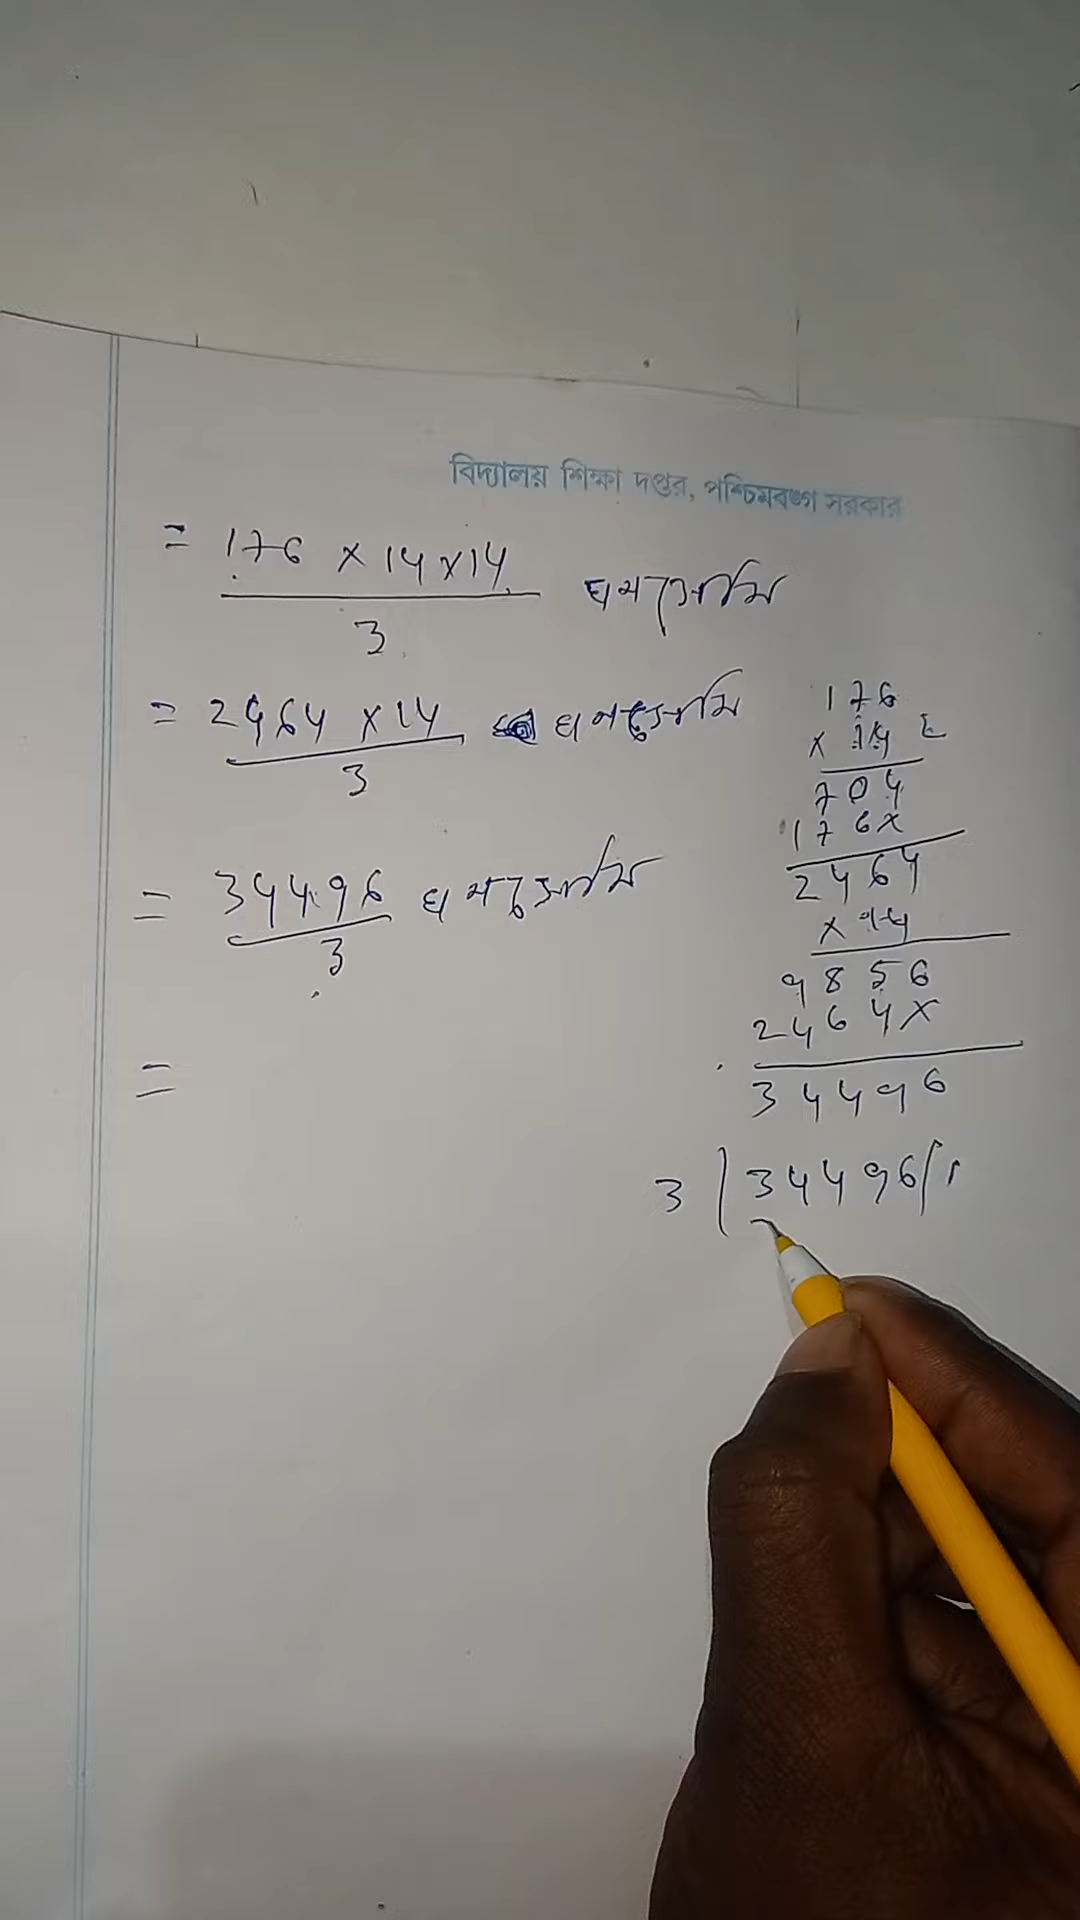 বিদ্যালয় শিক্ষা দপ্তর, পশ্চিমবঙ্গ সরকার
= 176 × 14 × 14 ঘনসেমি
3
= 2464 × 14 ঘনসেমি
3
= 34496 ঘনসেমি
3
=
176
× 14
704
176×
2464
× 14
9856
2464×
34496
3 ) 34496 ( 1